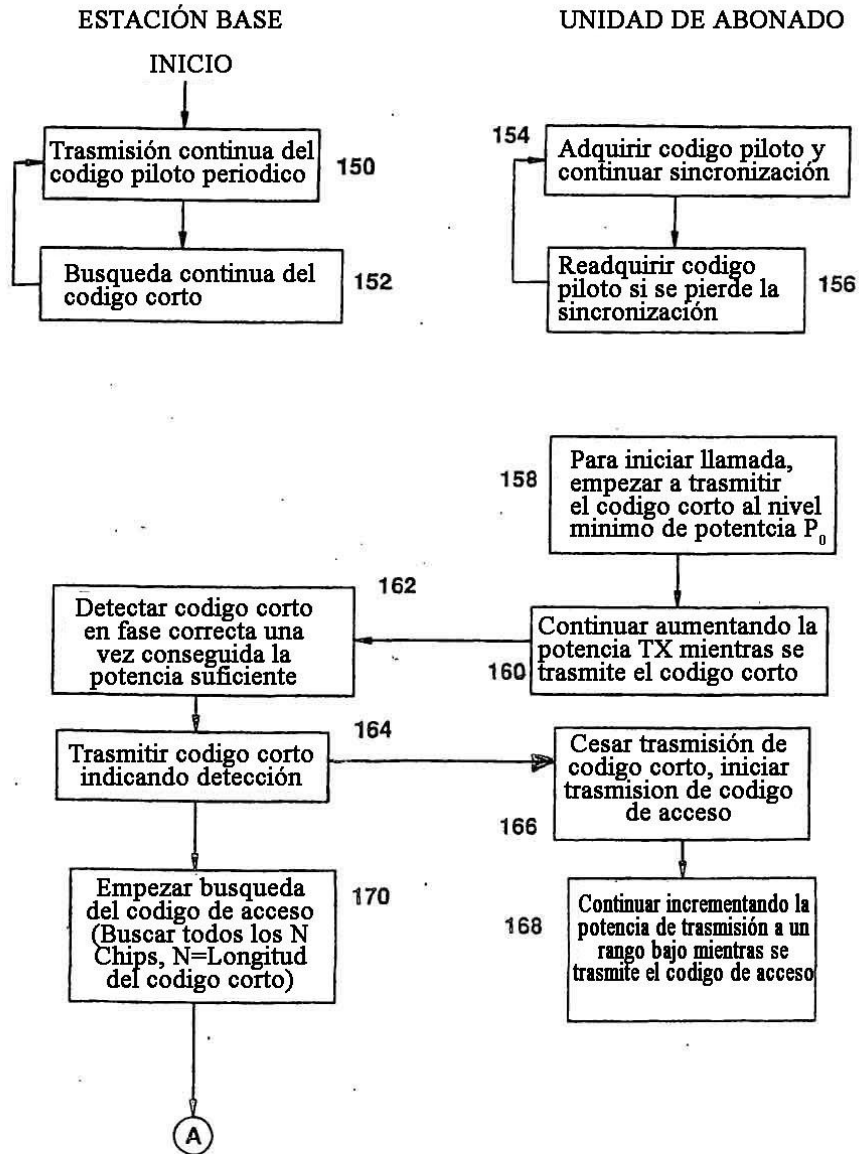 ESTACIÓN BASE
UNIDAD DE ABONADO
INICIO
Trasmisión continua del
codigo piloto periodico
150
154
Adquirir codigo piloto y
continuar sincronización
Busqueda continua del
codigo corto
152
Readquirir codigo
piloto si se pierde la
sincronización
156
158
Para iniciar llamada,
empezar a trasmitir
el codigo corto al nivel
minimo de potentcia P0
162
Detectar codigo corto
en fase correcta una
vez conseguida la
potencia suficiente
Continuar aumentando la
potencia TX mientras se
trasmite el codigo corto
160
164
Trasmitir codigo corto
indicando detección
Cesar trasmisión de
codigo corto, iniciar
trasmision de codigo
de acceso
166
Empezar busqueda
del codigo de acceso
(Buscar todos los N
Chips, N=Longitud
del codigo corto)
170
168
Continuar incrementando la
potencia de trasmisión a un
rango bajo mientras se
trasmite el codigo de acceso
A